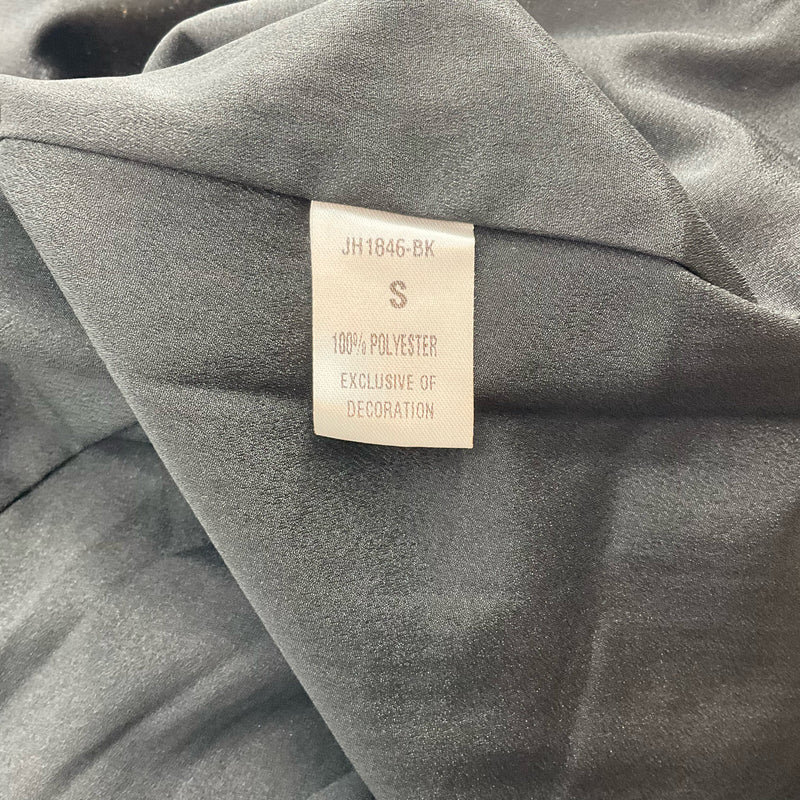 JH1846-BK
S
100% POLYESTER
EXCLUSIVE OF
DECORATION